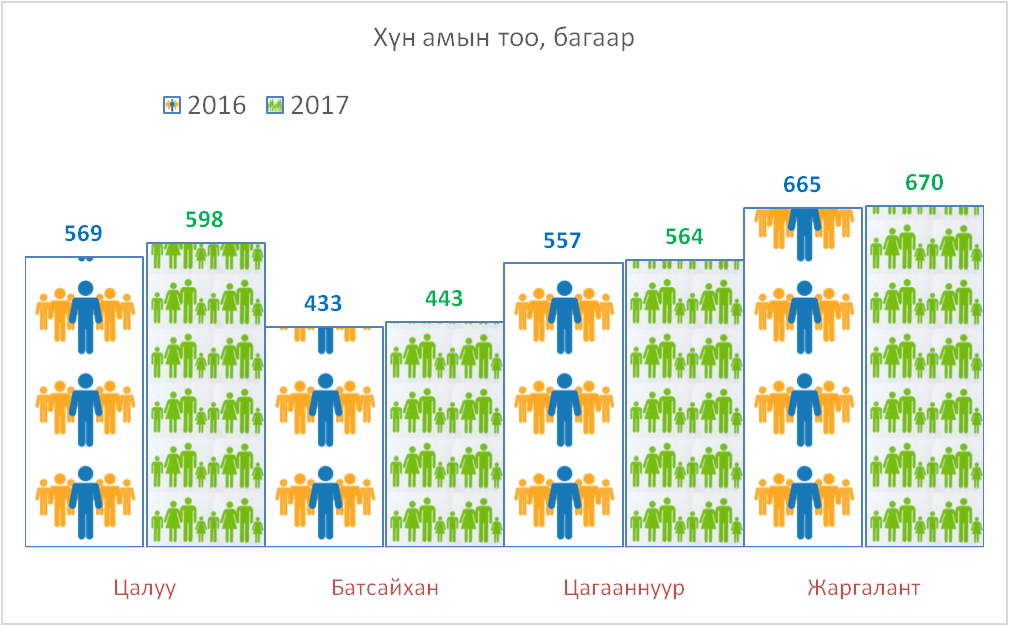 Хүн амын тоо, багаар
2016 2017
569 598 433 443 557 564 665 670
Цалуу Батсайхан Цагааннуур Жаргалант